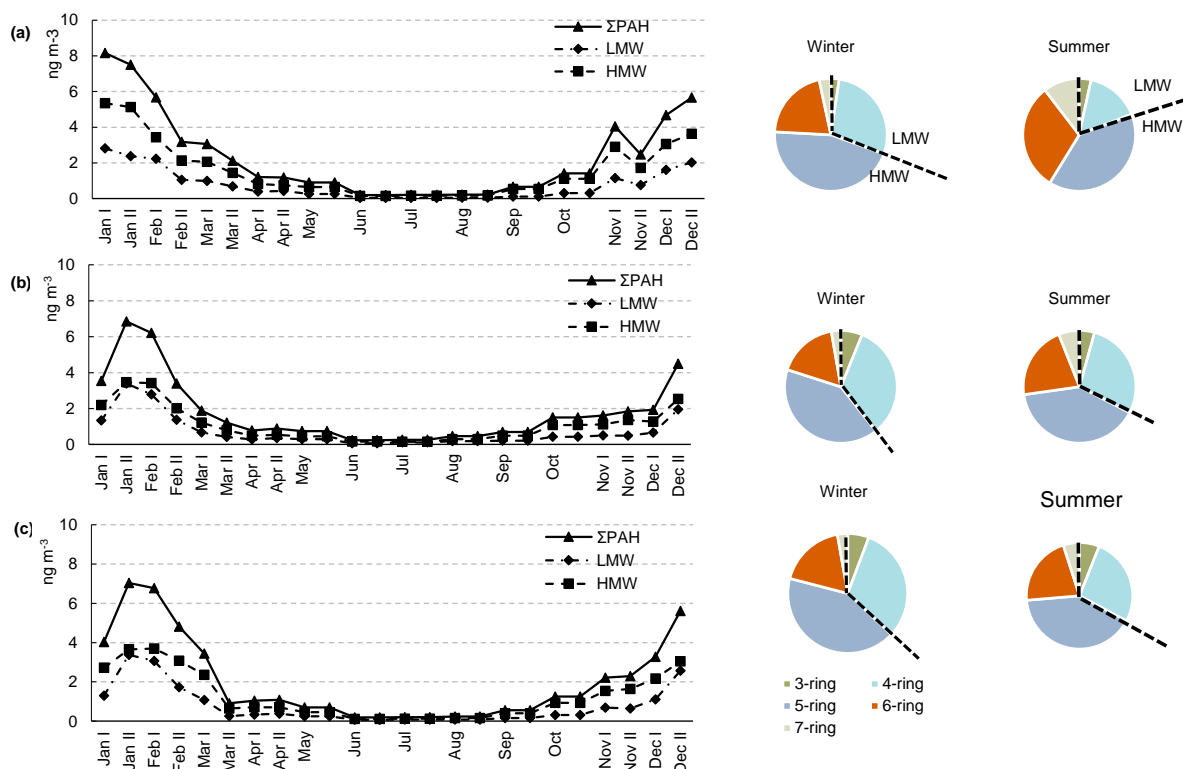 (a)
ng m-3
10
8
6
4
2
0
ΣPAH
LMW
HMW
Jan I
Jan II
Feb I
Feb II
Mar I
Mar II
Apr I
Apr II
May
Jun
Jul
Aug
Sep
Oct
Nov I
Nov II
Dec I
Dec II
Winter
LMW
HMW
Summer
LMW
HMW
(b)
ng m-3
10
8
6
4
2
0
ΣPAH
LMW
HMW
Jan I
Jan II
Feb I
Feb II
Mar I
Mar II
Apr I
Apr II
May
Jun
Jul
Aug
Sep
Oct
Nov I
Nov II
Dec I
Dec II
Winter
Summer
(c)
ng m-3
10
8
6
4
2
0
ΣPAH
LMW
HMW
Jan I
Jan II
Feb I
Feb II
Mar I
Mar II
Apr I
Apr II
May
Jun
Jul
Aug
Sep
Oct
Nov I
Nov II
Dec I
Dec II
Winter
Summer
3-ring
4-ring
5-ring
6-ring
7-ring